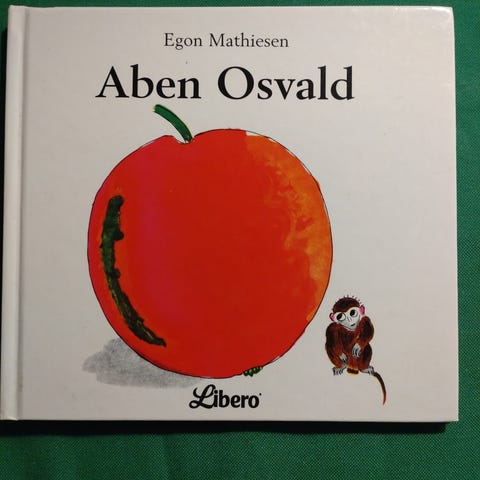 Egon Mathiesen
Aben Osvald
Libero